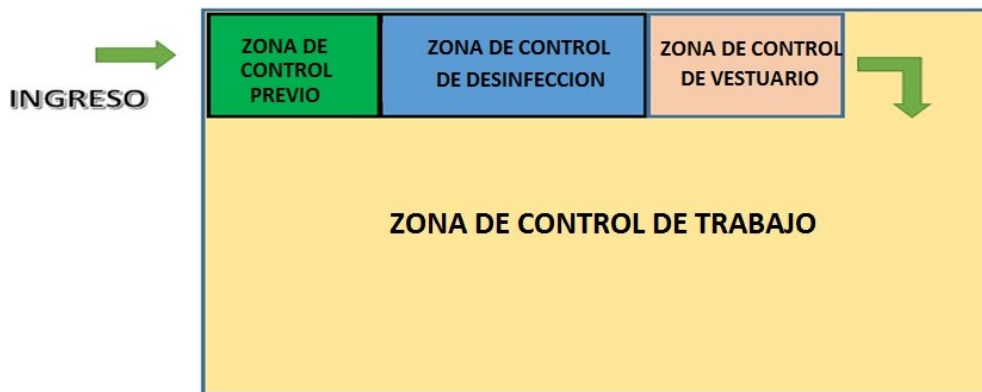 INGRESO
ZONA DE
CONTROL
PREVIO
ZONA DE CONTROL
DE DESINFECCION
ZONA DE CONTROL
DE VESTUARIO
ZONA DE CONTROL DE TRABAJO